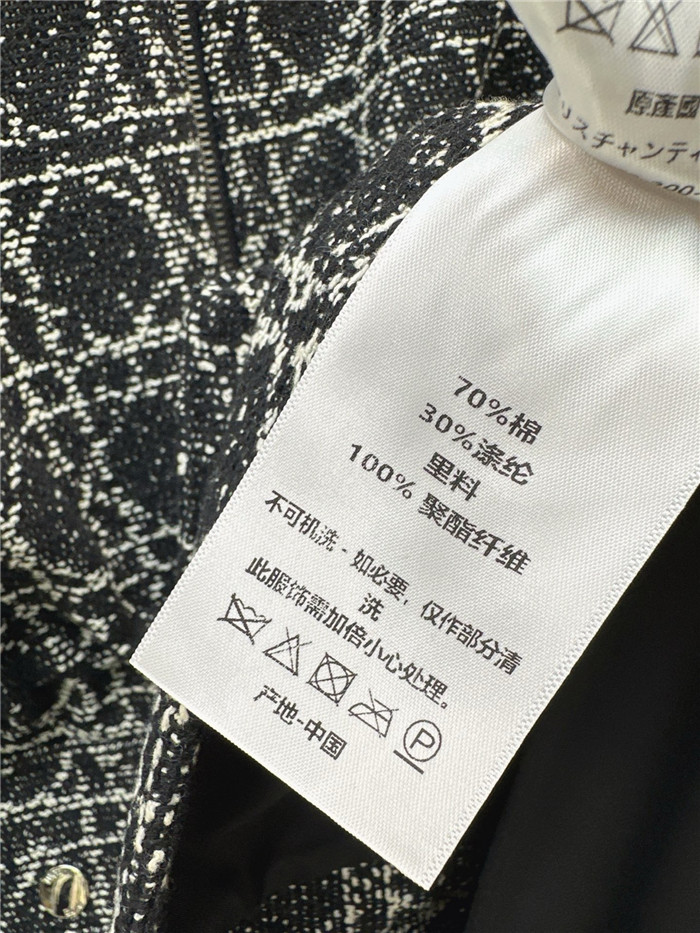 原產國
リスチャンディ
70%棉
30%涤纶
里料
100% 聚酯纤维
不可机洗 - 如必要，仅作部分清
洗
此服饰需加倍小心处理。
P
产地-中国